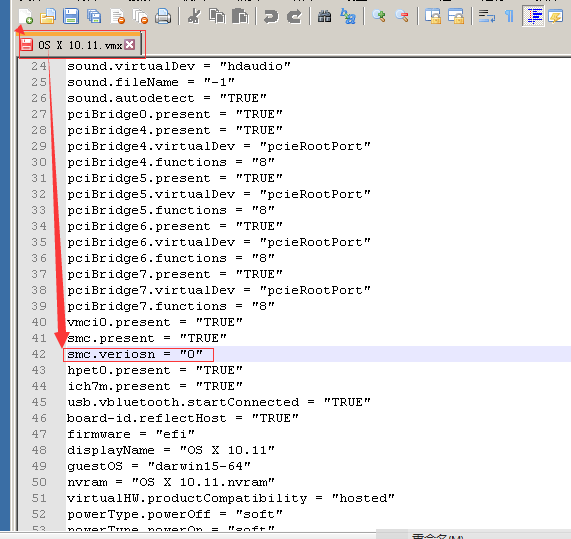 OS X 10.11.vmx
24 sound.virtualDev = "hdaudio"
25 sound.fileName = "-1"
26 sound.autodetect = "TRUE"
27 pciBridge0.present = "TRUE"
28 pciBridge4.present = "TRUE"
29 pciBridge4.virtualDev = "pcieRootPort"
30 pciBridge4.functions = "8"
31 pciBridge5.present = "TRUE"
32 pciBridge5.virtualDev = "pcieRootPort"
33 pciBridge5.functions = "8"
34 pciBridge6.present = "TRUE"
35 pciBridge6.virtualDev = "pcieRootPort"
36 pciBridge6.functions = "8"
37 pciBridge7.present = "TRUE"
38 pciBridge7.virtualDev = "pcieRootPort"
39 pciBridge7.functions = "8"
40 vmci0.present = "TRUE"
41 smc.present = "TRUE"
42 smc.veriosn = "0"
43 hpet0.present = "TRUE"
44 ich7m.present = "TRUE"
45 usb.vbluetooth.startConnected = "TRUE"
46 board-id.reflectHost = "TRUE"
47 firmware = "efi"
48 displayName = "OS X 10.11"
49 guestOS = "darwin15-64"
50 nvram = "OS X 10.11.nvram"
51 virtualHW.productCompatibility = "hosted"
52 powerType.powerOff = "soft"
53 powerType.powerOn = "soft"
重命名(M)